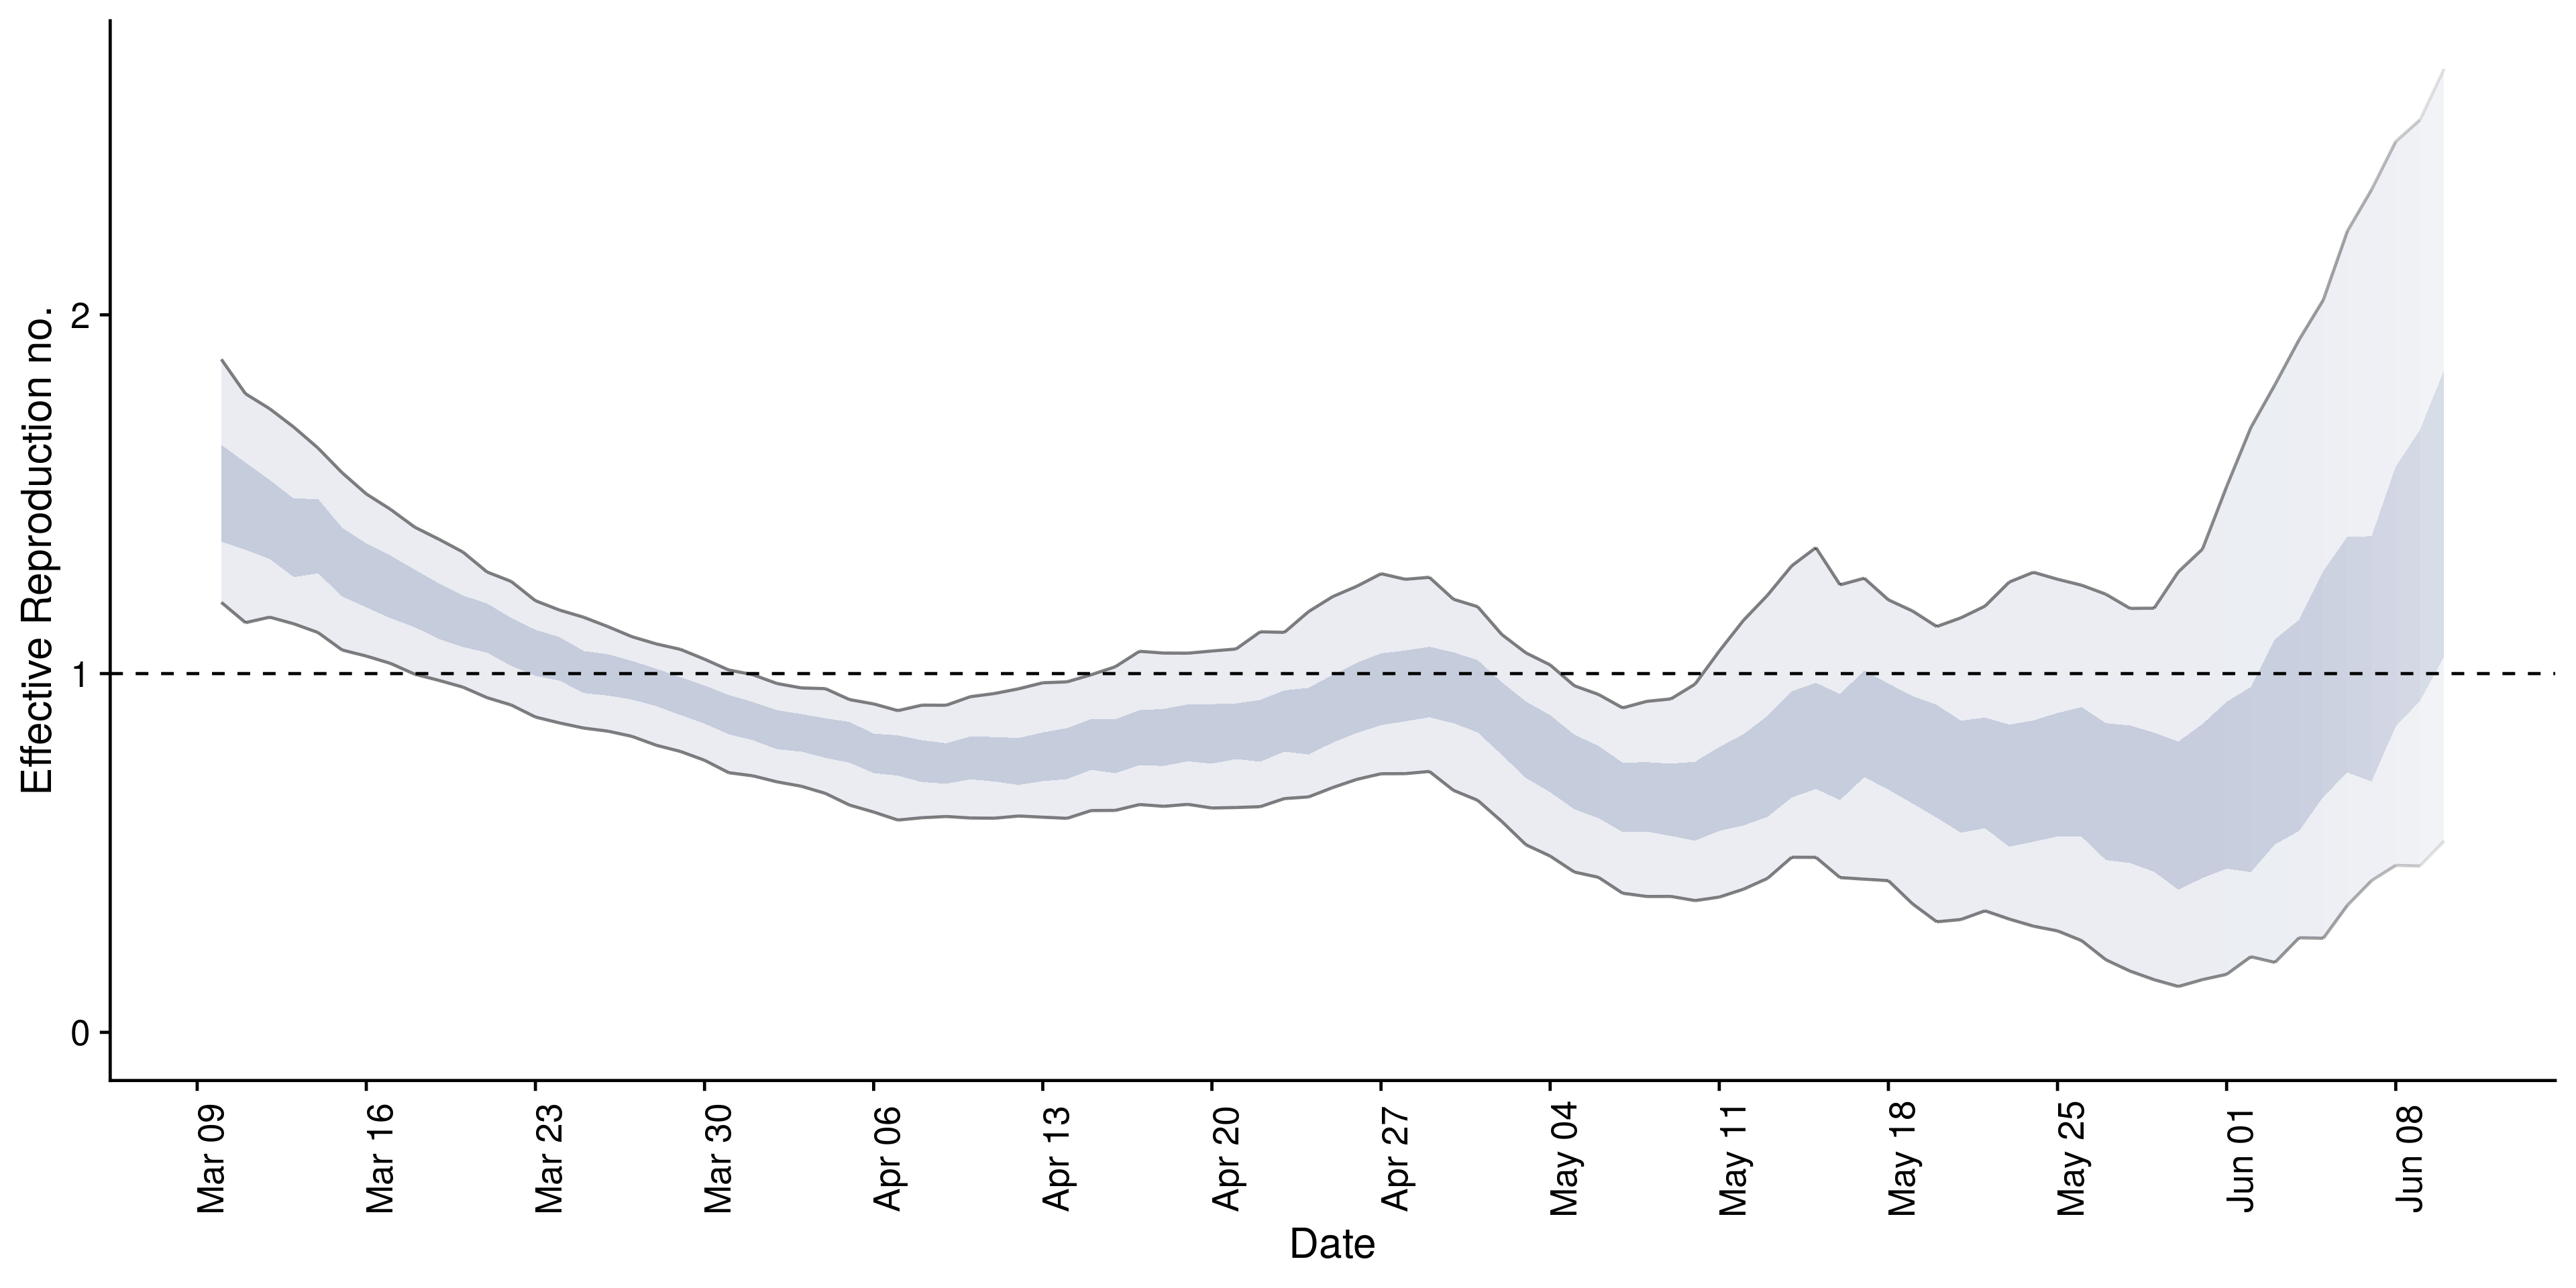 Effective Reproduction no.
2
1
0
Mar 09
Mar 16
Mar 23
Mar 30
Apr 06
Apr 13
Apr 20
Apr 27
May 04
May 11
May 18
May 25
Jun 01
Jun 08
Date